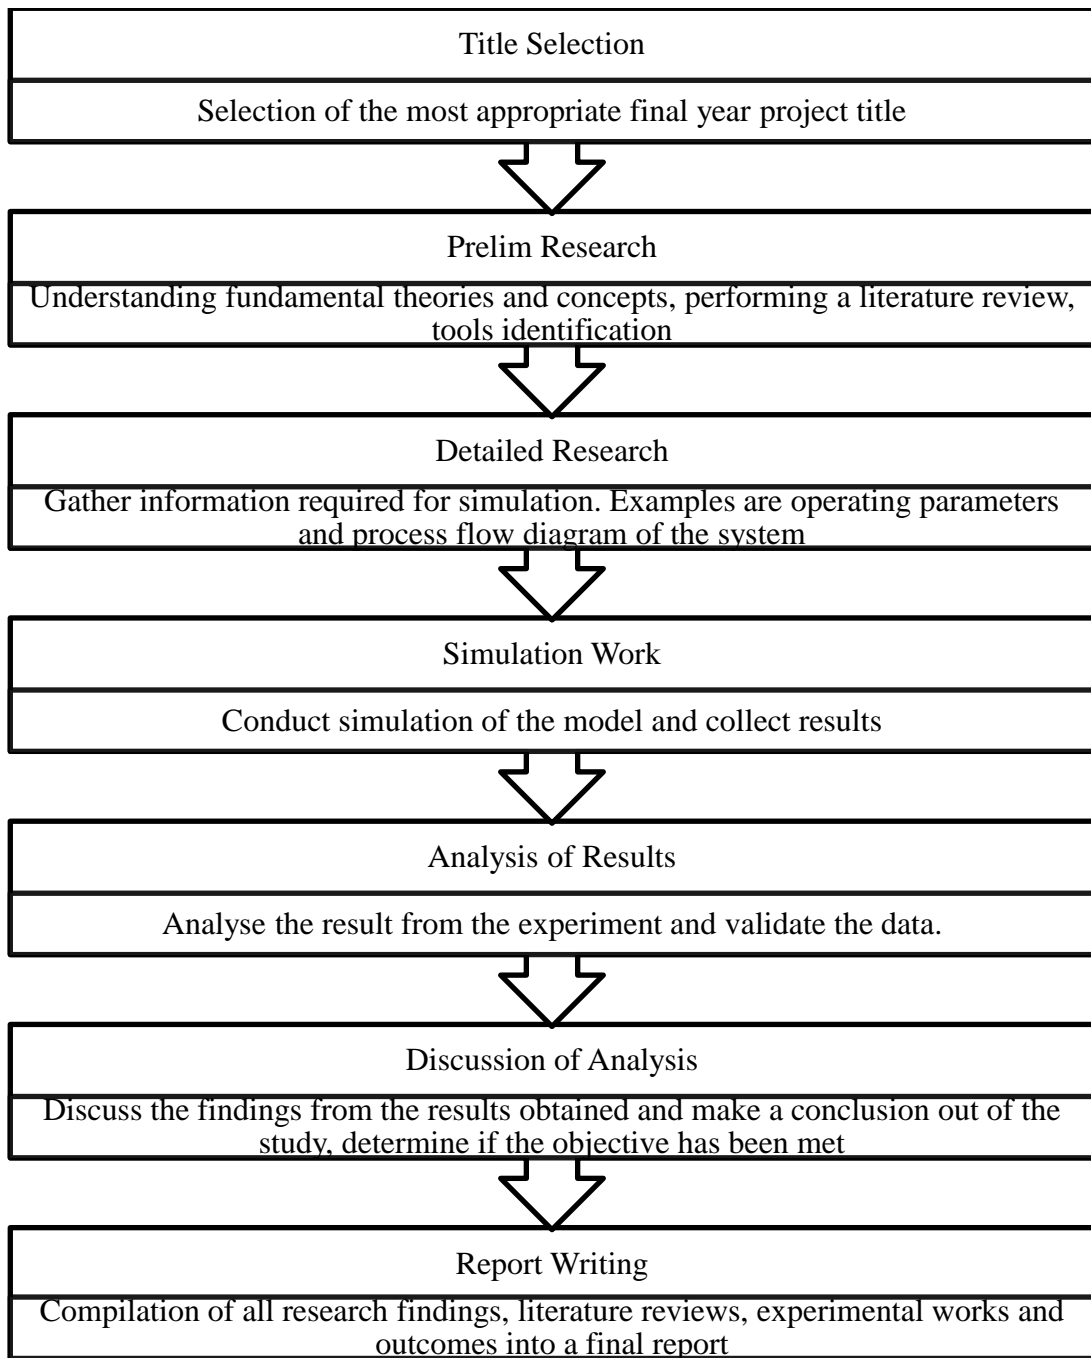 Title Selection
Selection of the most appropriate final year project title
Prelim Research
Understanding fundamental theories and concepts, performing a literature review,
tools identification
Detailed Research
Gather information required for simulation. Examples are operating parameters
and process flow diagram of the system
Simulation Work
Conduct simulation of the model and collect results
Analysis of Results
Analyse the result from the experiment and validate the data.
Discussion of Analysis
Discuss the findings from the results obtained and make a conclusion out of the
study, determine if the objective has been met
Report Writing
Compilation of all research findings, literature reviews, experimental works and
outcomes into a final report